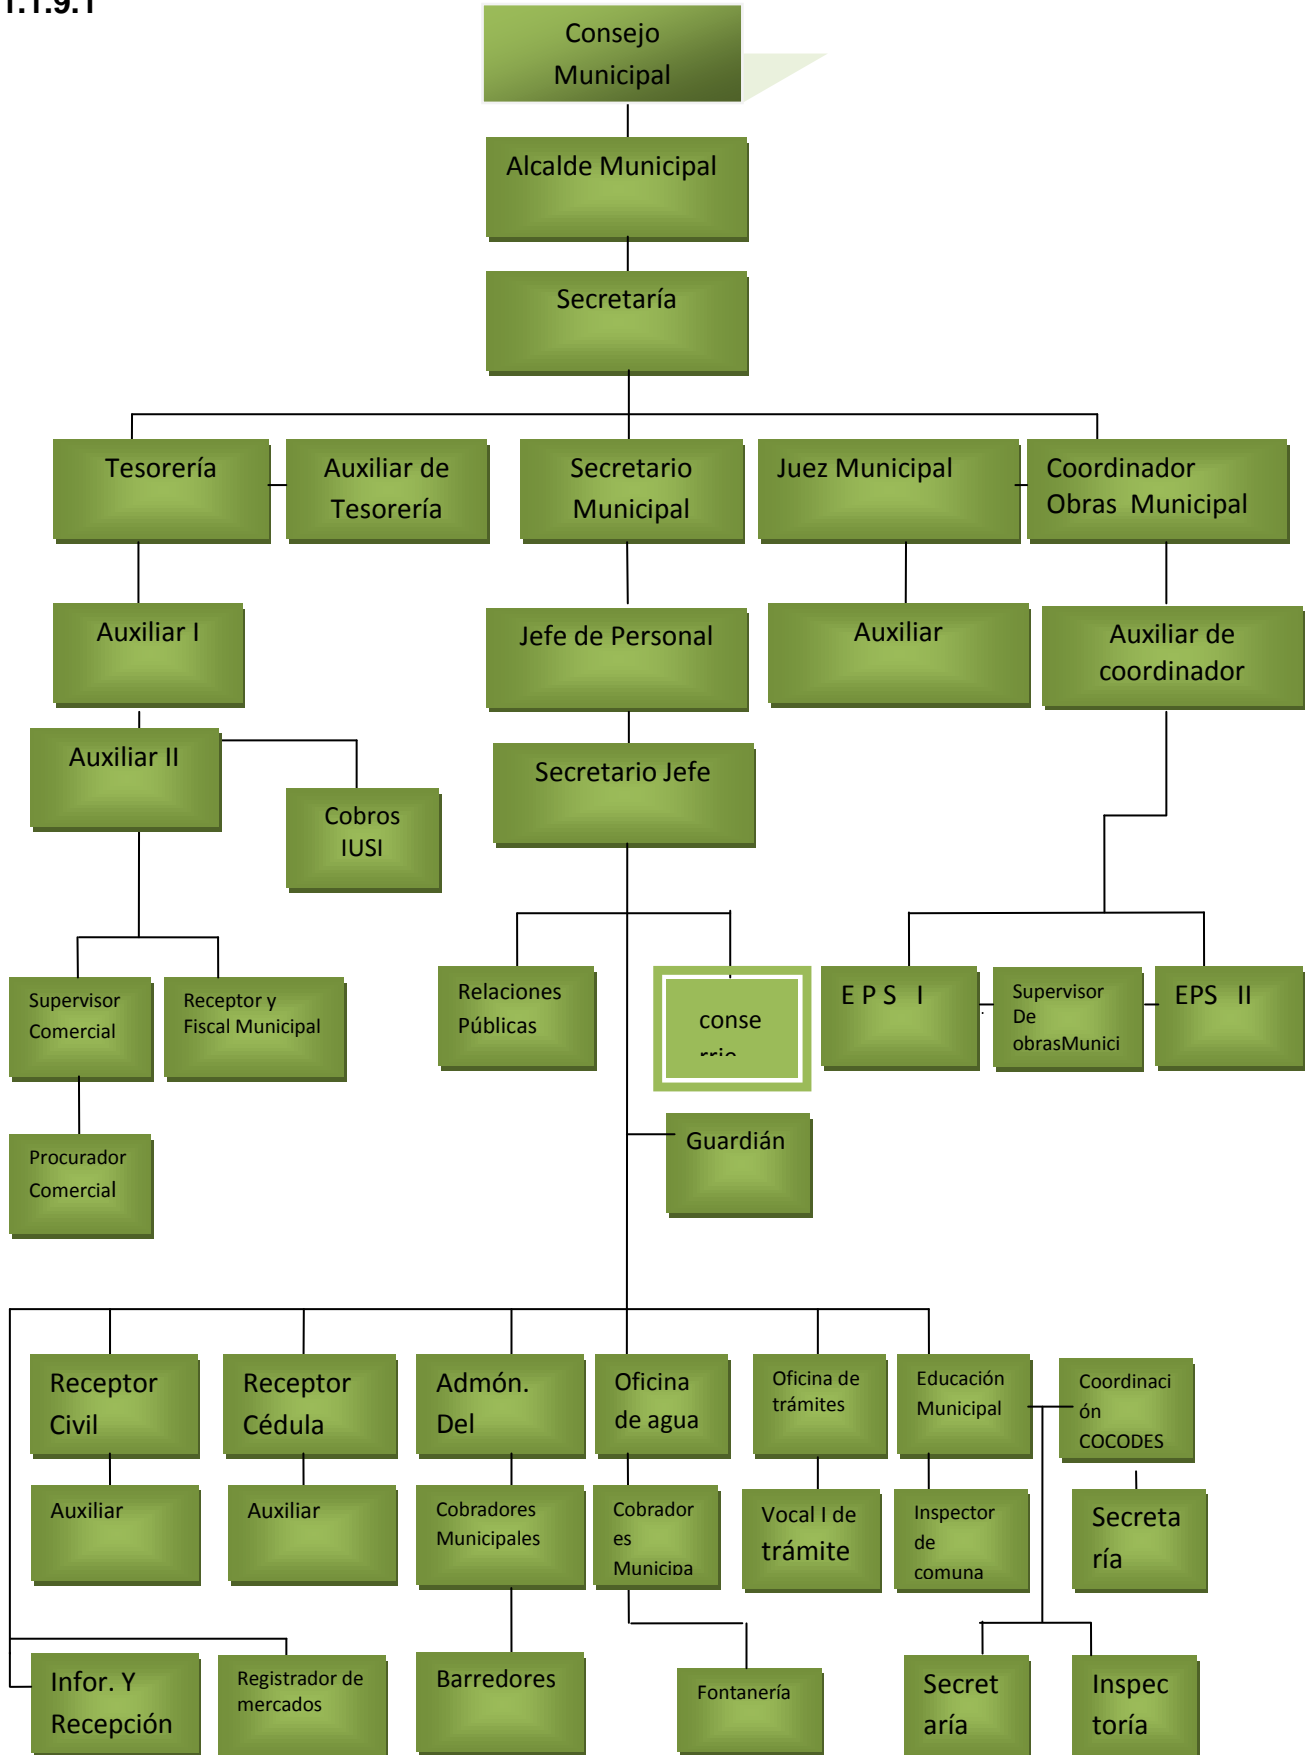 1.1.9.1
Consejo
Municipal
Alcalde Municipal
Secretaría
Tesorería
Auxiliar de
Tesorería
Secretario
Municipal
Juez Municipal
Coordinador
Obras Municipal
Auxiliar I
Jefe de Personal
Auxiliar
Auxiliar de
coordinador
Auxiliar II
Secretario Jefe
Cobros
IUSI
Supervisor
Comercial
Receptor y
Fiscal Municipal
Relaciones
Públicas
conse
rrio
E P S I
Supervisor
De
obrasMunici
EPS II
Procurador
Comercial
Guardián
Receptor
Civil
Receptor
Cédula
Admón.
Del
Oficina
de agua
Oficina de
trámites
Educación
Municipal
Coordinaci
ón
COCODES
Auxiliar
Auxiliar
Cobradores
Municipales
Cobrador
es
Municipa
Vocal I de
trámite
Inspector
de
comuna
Secreta
ría
Infor. Y
Recepción
Registrador de
mercados
Barredores
Fontanería
Secret
aría
Inspec
toría